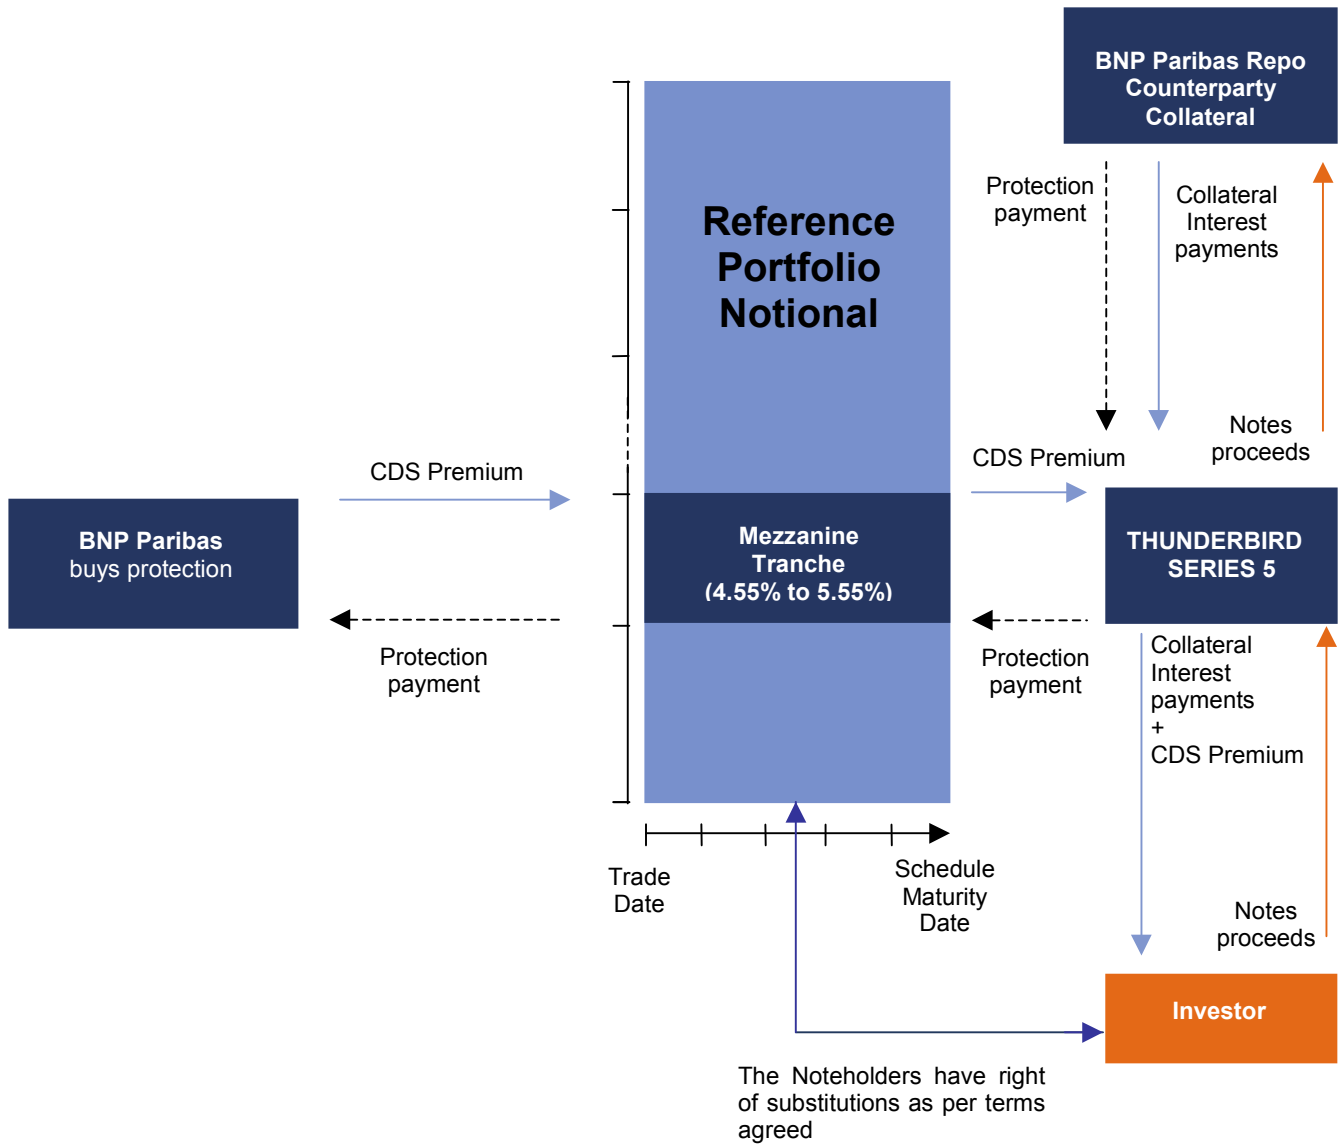 BNP Paribas Repo
Counterparty
Collateral
Protection
payment
Collateral
Interest
payments
Reference
Portfolio
Notional
Notes
proceeds
CDS Premium
CDS Premium
BNP Paribas
buys protection
Mezzanine
Tranche
(4.55% to 5.55%)
THUNDERBIRD
SERIES 5
Protection
payment
Protection
payment
Collateral
Interest
payments
+
CDS Premium
Trade
Date
Schedule
Maturity
Date
Notes
proceeds
Investor
The Noteholders have right
of substitutions as per terms
agreed